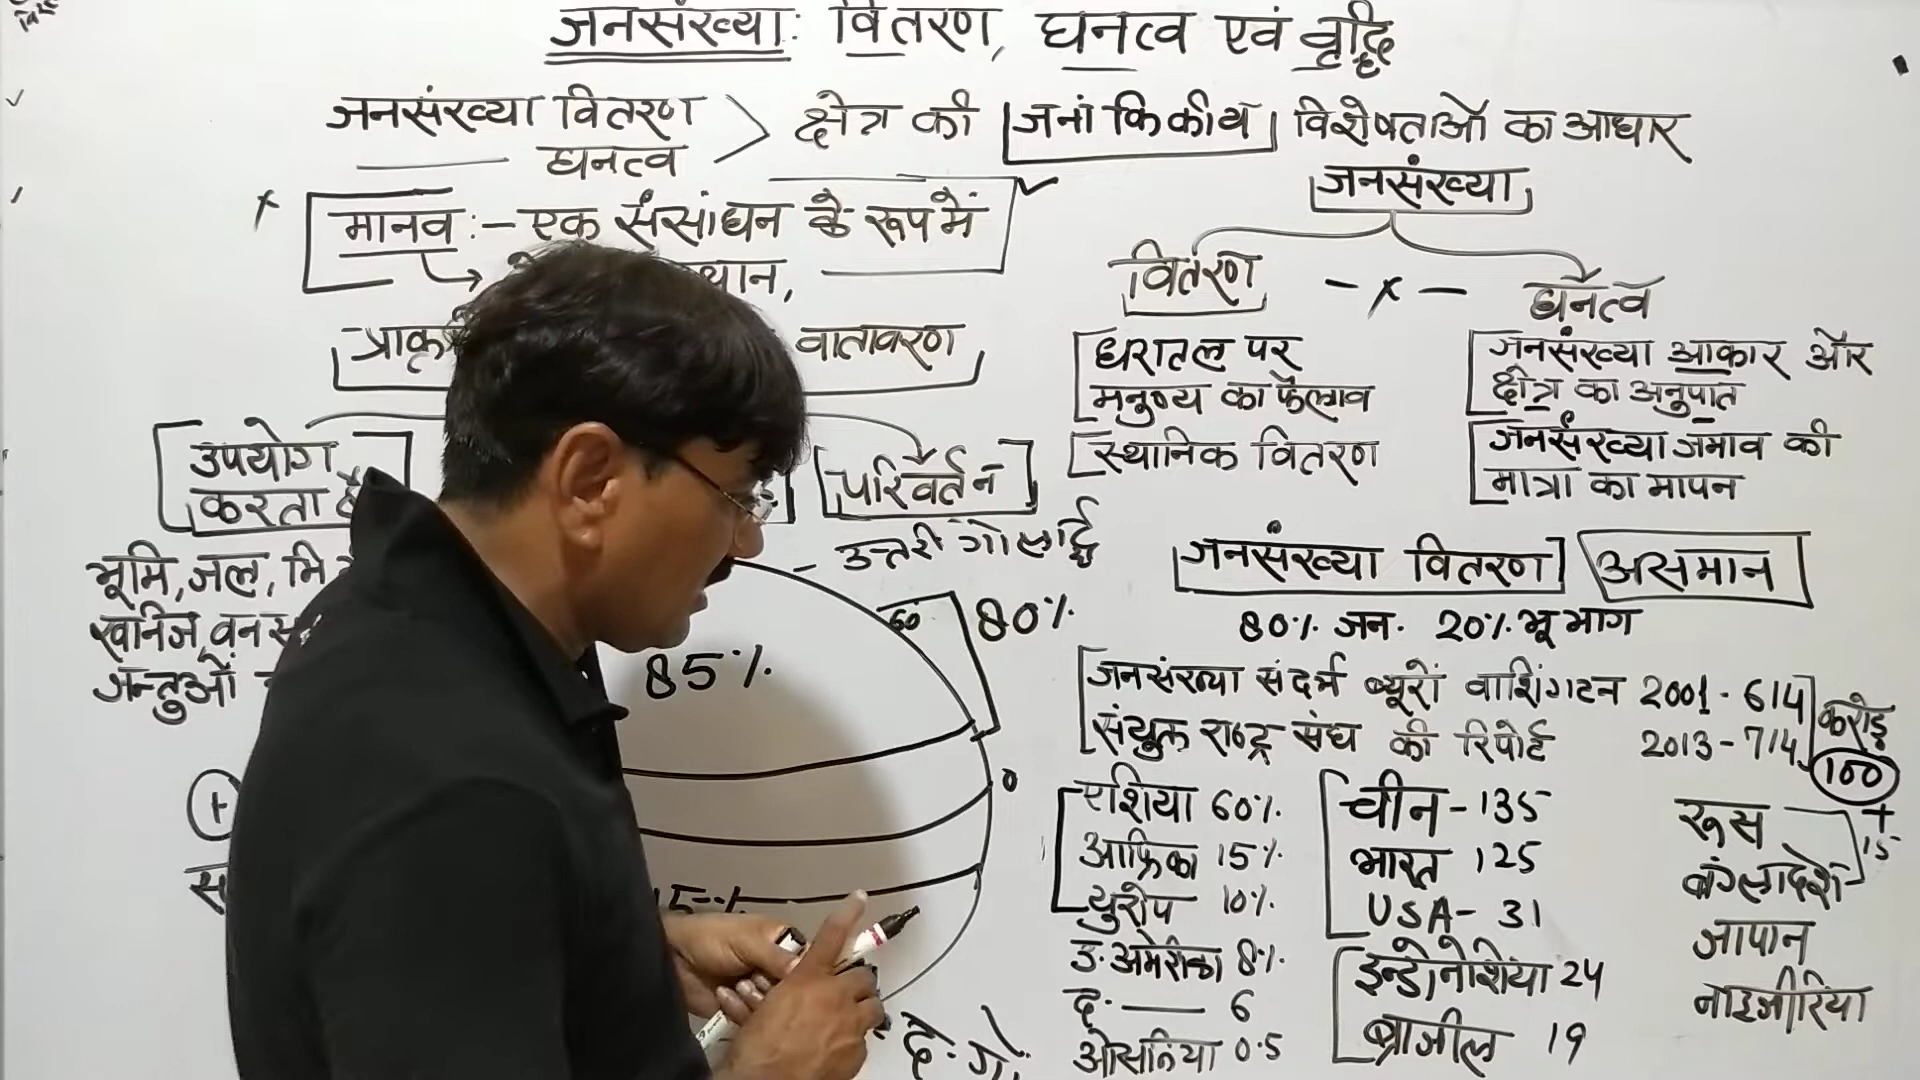 जनसंख्या: वितरण, घनत्व एवं वृद्धि
जनसंख्या वितरण > क्षेत्र की जनांकिकीय विशेषताओं का आधार
घनत्व
मानव:- एक संसाधन के रूप में
वातावरण
उपयोग
करता है
परिवर्तन
भूमि, जल,
खनिज, वन
जन्तुओं
+
उत्तरी गोलार्द्ध
60
80%
85%
0
15%
द. गो.
जनसंख्या
वितरण - x - घनत्व
धरातल पर
मनुष्य का फैलाव
स्थानिक वितरण
जनसंख्या आकार और
क्षेत्र का अनुपात
जनसंख्या जमाव की
मात्रा का मापन
जनसंख्या वितरण असमान
80% जन. 20% भू भाग
जनसंख्या संदर्भ ब्यूरो वाशिंगटन 2001 - 614
संयुक्त राष्ट्र संघ की रिपोर्ट 2013 - 714
करोड़
100
एशिया 60%
आफ्रिका 15%
युरोप 10%
उ. अमेरीका 8%
द. —— 6
ओसनिया 0.5
चीन - 135
भारत 125
USA - 31
इन्डोनेशिया 24
ब्राजील 19
रूस
बंग्लादेश
+
15
जापान
नाइजीरिया